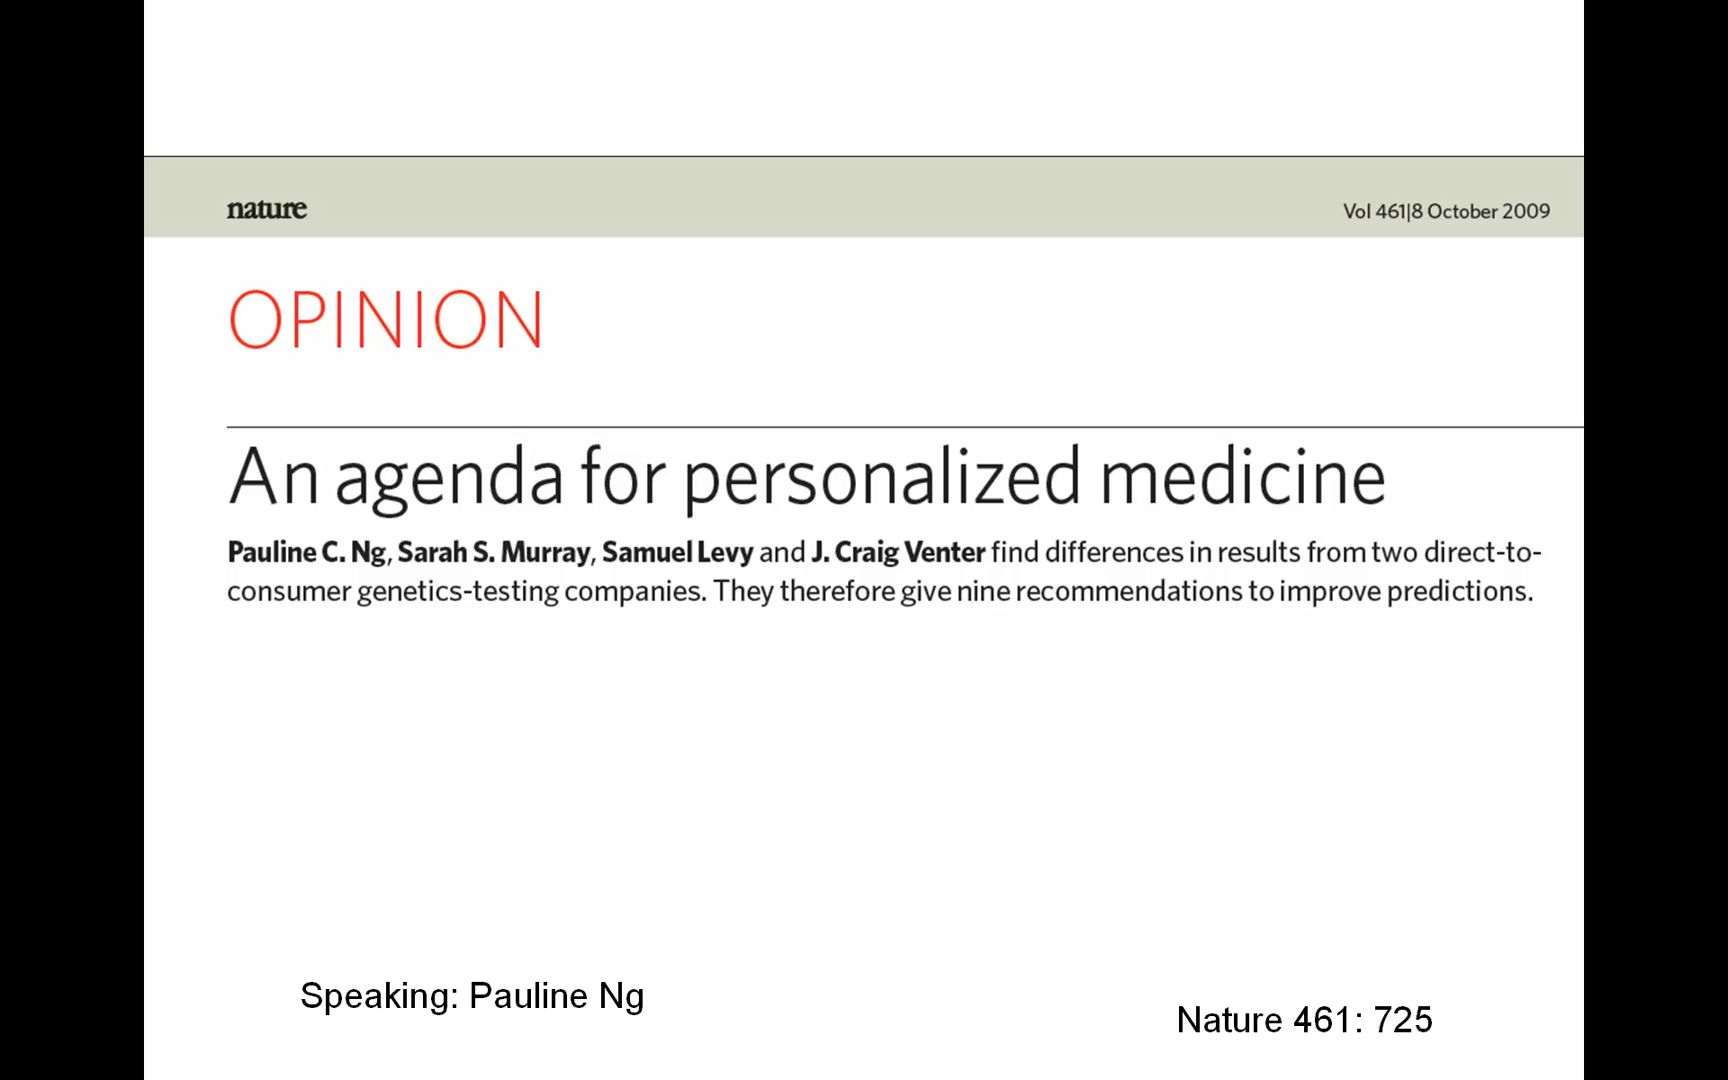 nature
Vol 461|8 October 2009
OPINION
An agenda for personalized medicine
Pauline C. Ng, Sarah S. Murray, Samuel Levy and J. Craig Venter find differences in results from two direct-to-
consumer genetics-testing companies. They therefore give nine recommendations to improve predictions.
Speaking: Pauline Ng
Nature 461: 725